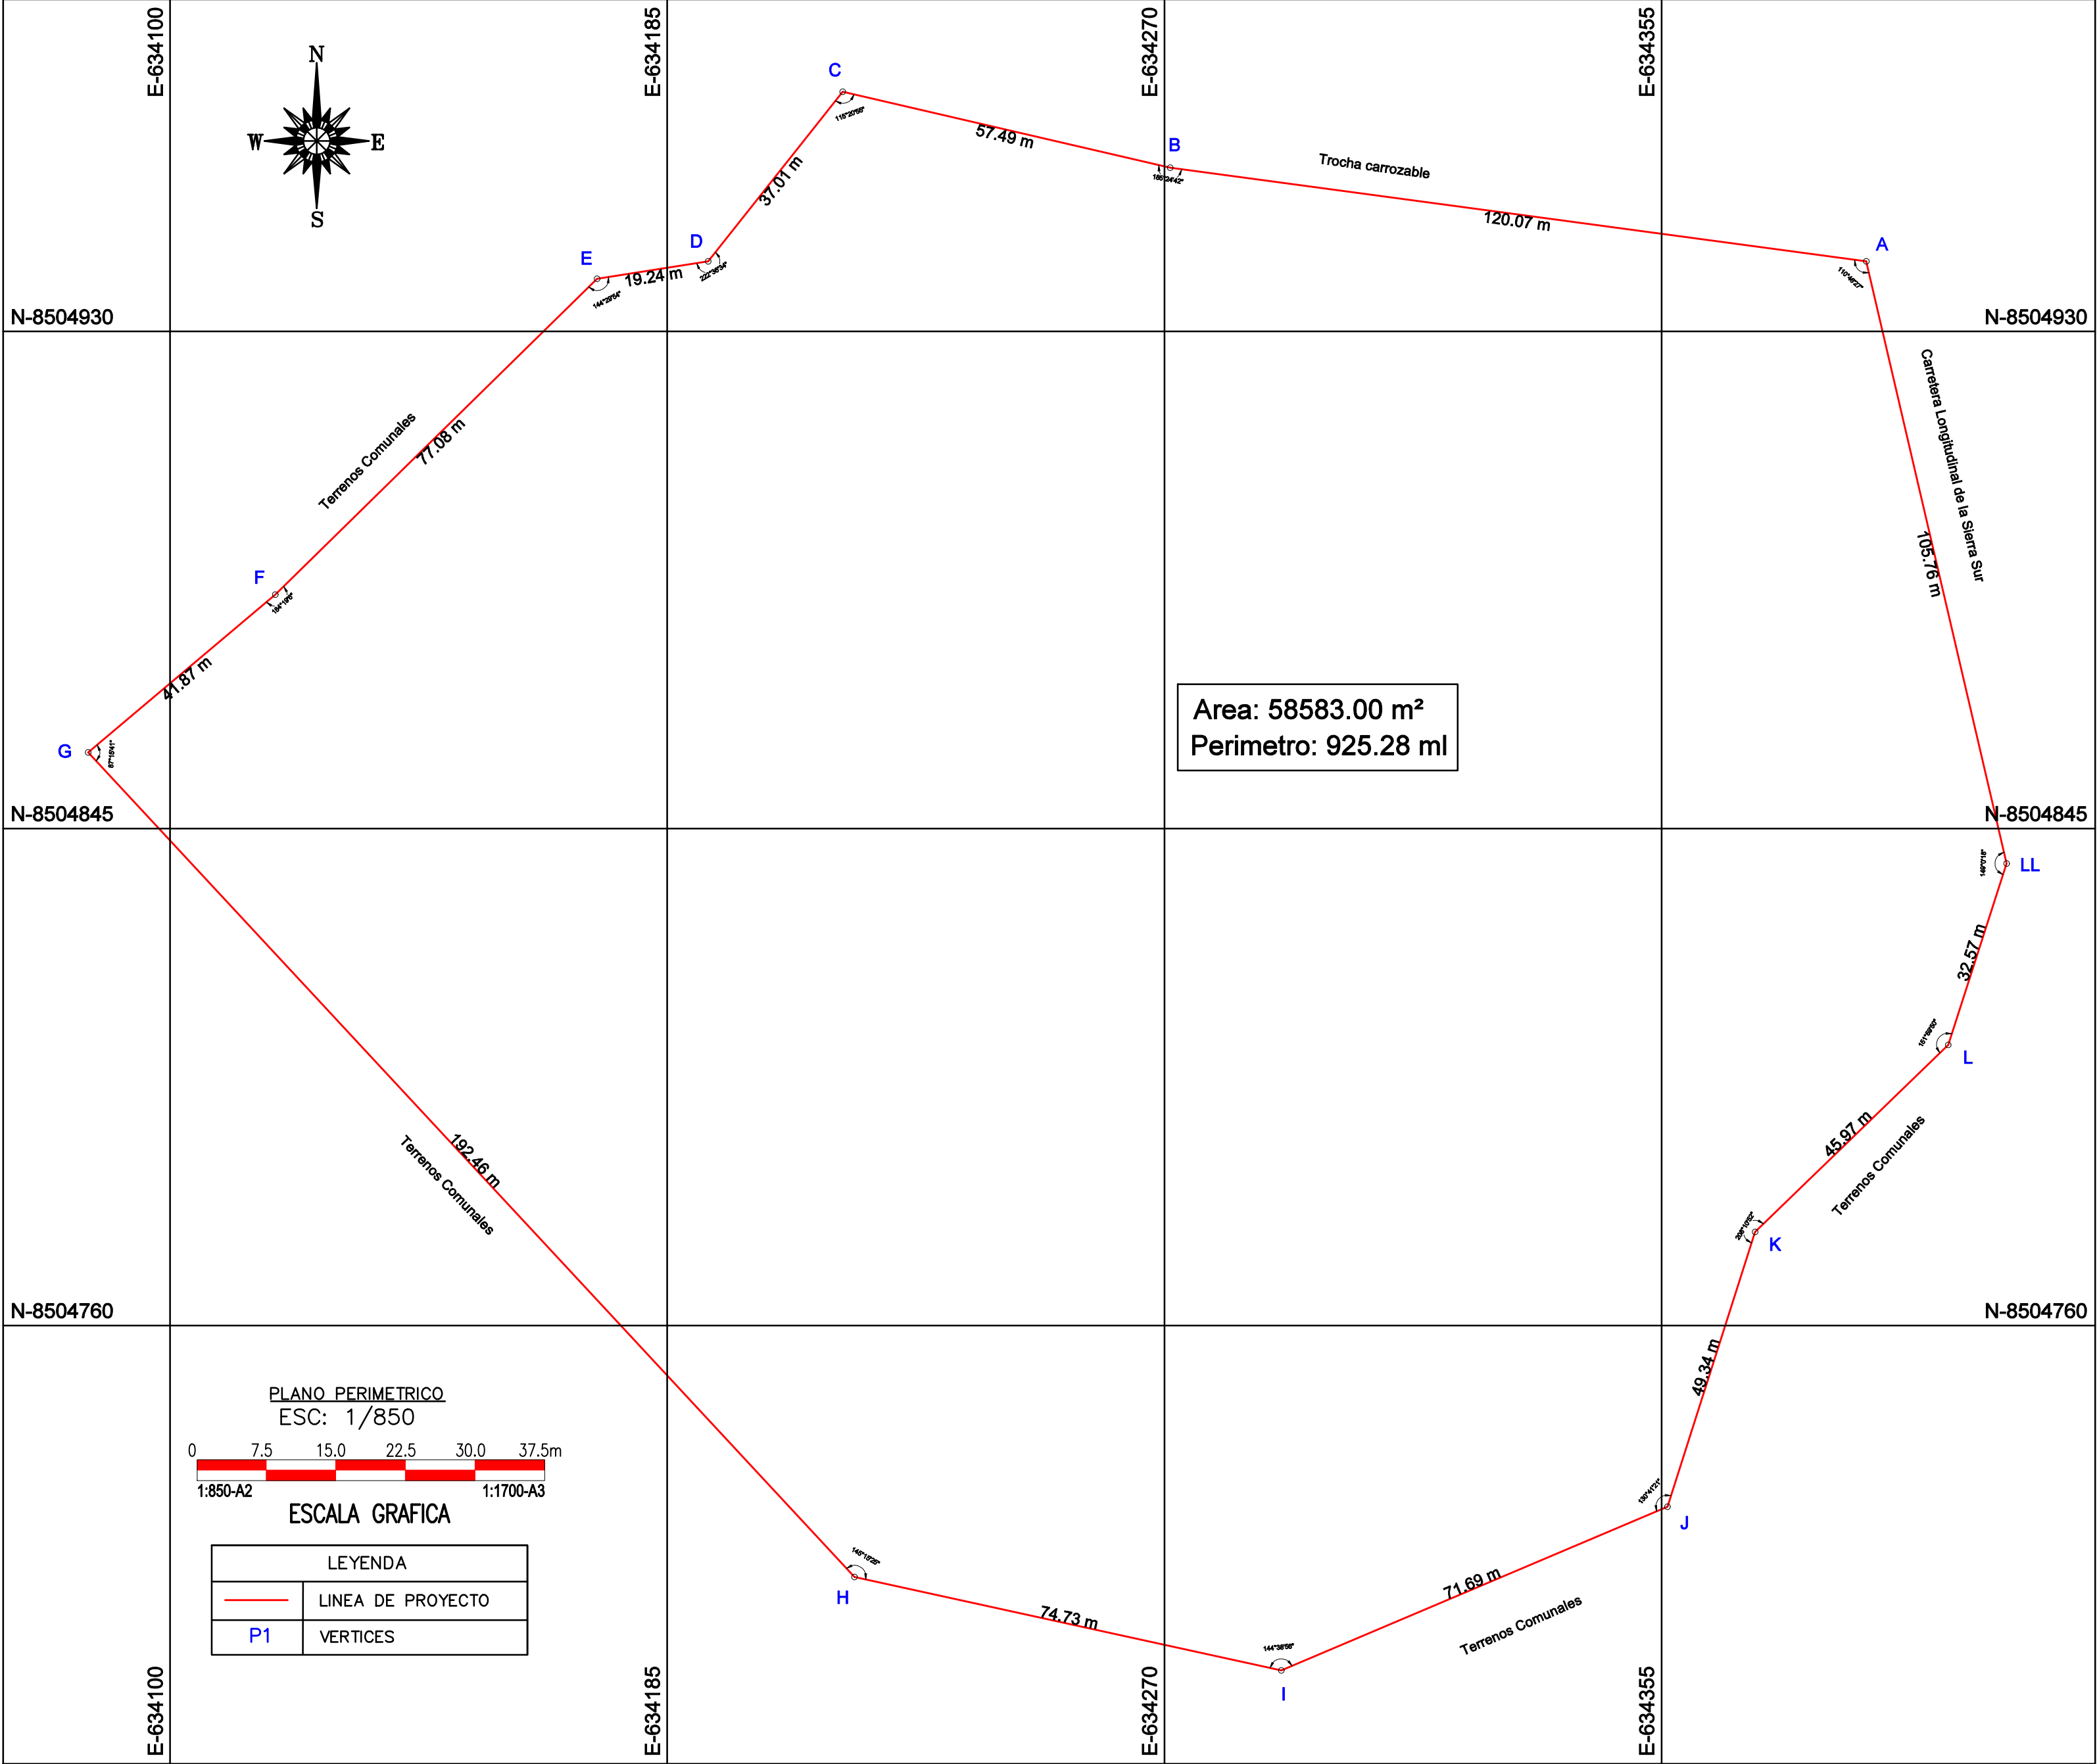 E-634100
E-634185
E-634270
E-634355
N
W
E
S
C
57.49 m
B
Trocha carrozable
120.07 m
A
37.01 m
D
E
19.24 m
N-8504930
N-8504930
Carretera Longitudinal de la Sierra Sur
105.76 m
Terrenos Comunales
77.08 m
F
41.87 m
G
Area: 58583.00 m²
Perimetro: 925.28 ml
N-8504845
N-8504845
LL
32.57 m
L
45.97 m
Terrenos Comunales
K
192.46 m
Terrenos Comunales
N-8504760
N-8504760
49.34 m
J
PLANO PERIMETRICO
ESC: 1/850
0 7.5 15.0 22.5 30.0 37.5m
1:850-A2 1:1700-A3
ESCALA GRAFICA
LEYENDA
LINEA DE PROYECTO
P1 VERTICES
H
74.73 m
71.69 m
Terrenos Comunales
144°36'56"
I
E-634100
E-634185
E-634270
E-634355